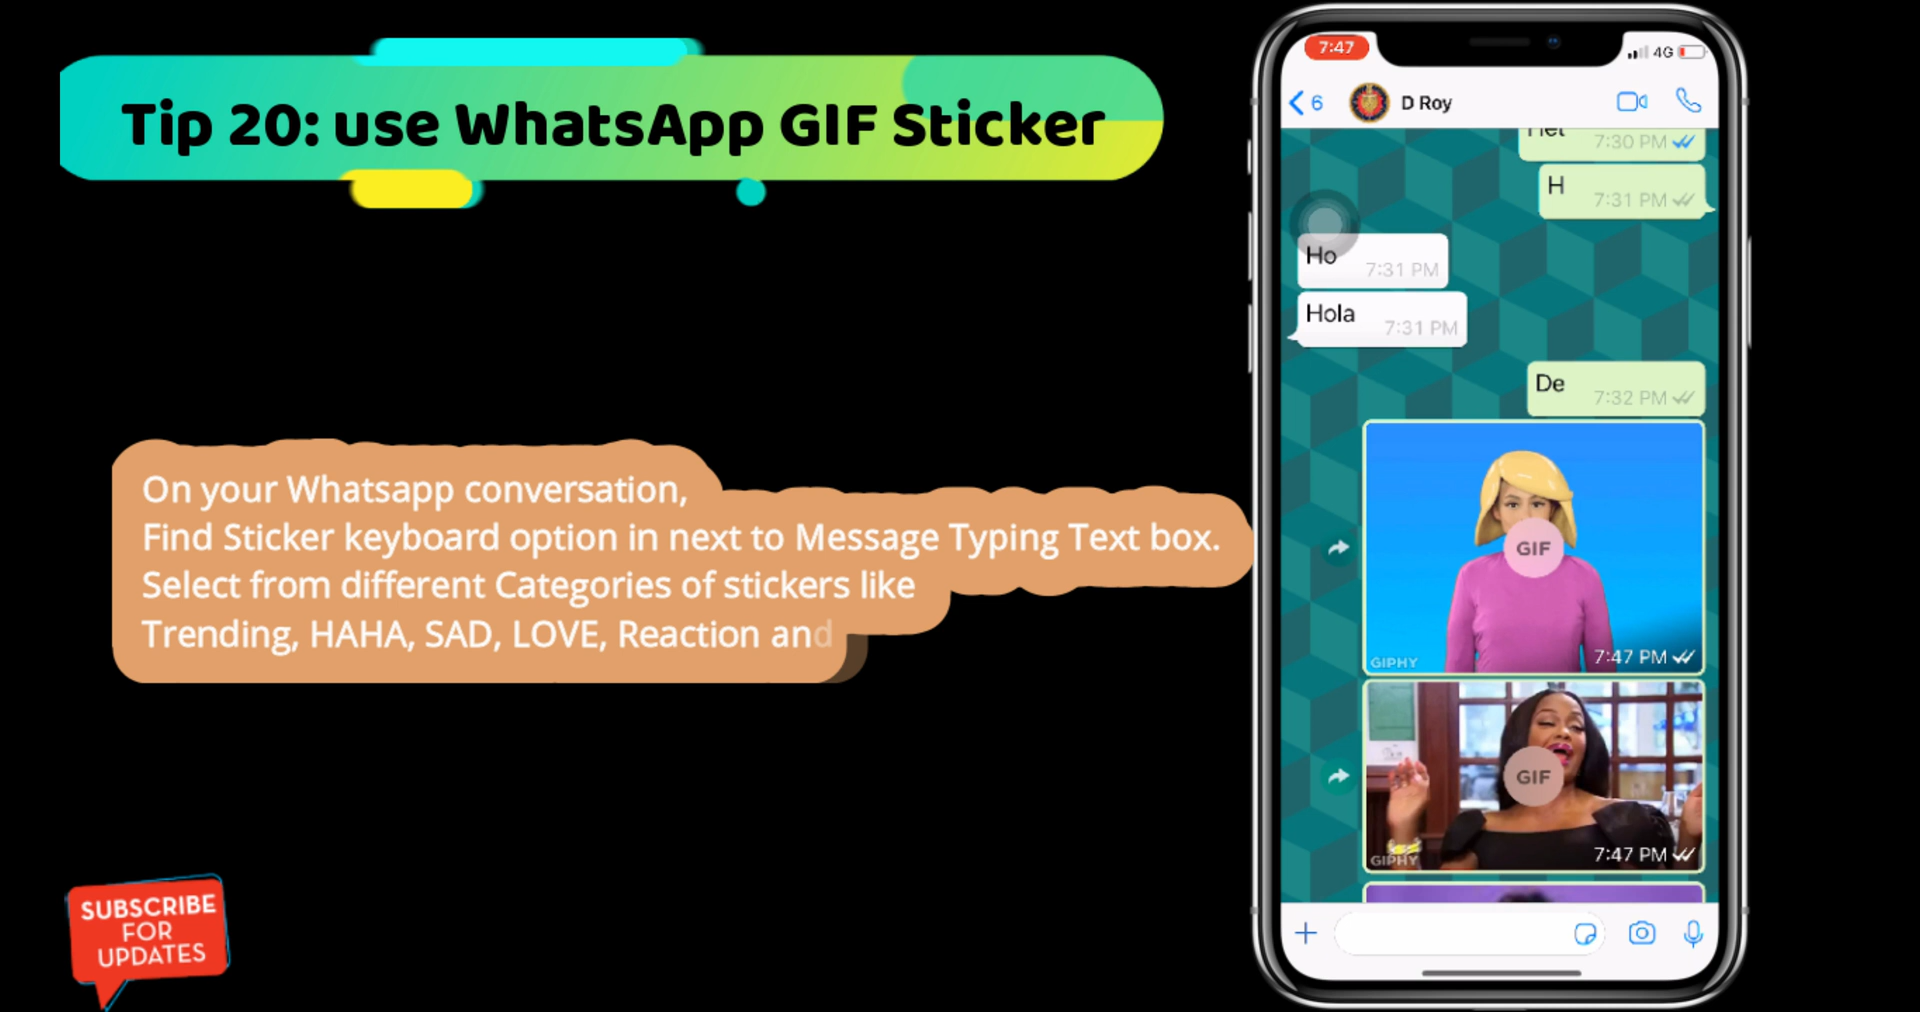 Tip 20: use WhatsApp GIF Sticker
On your Whatsapp conversation,
Find Sticker keyboard option in next to Message Typing Text box.
Select from different Categories of stickers like
Trending, HAHA, SAD, LOVE, Reaction and
SUBSCRIBE
FOR
UPDATES
7:47
4G
6
D Roy
7:30 PM
H
7:31 PM
Ho
7:31 PM
Hola
7:31 PM
De
7:32 PM
GIF
GIPHY
7:47 PM
GIF
GIPHY
7:47 PM